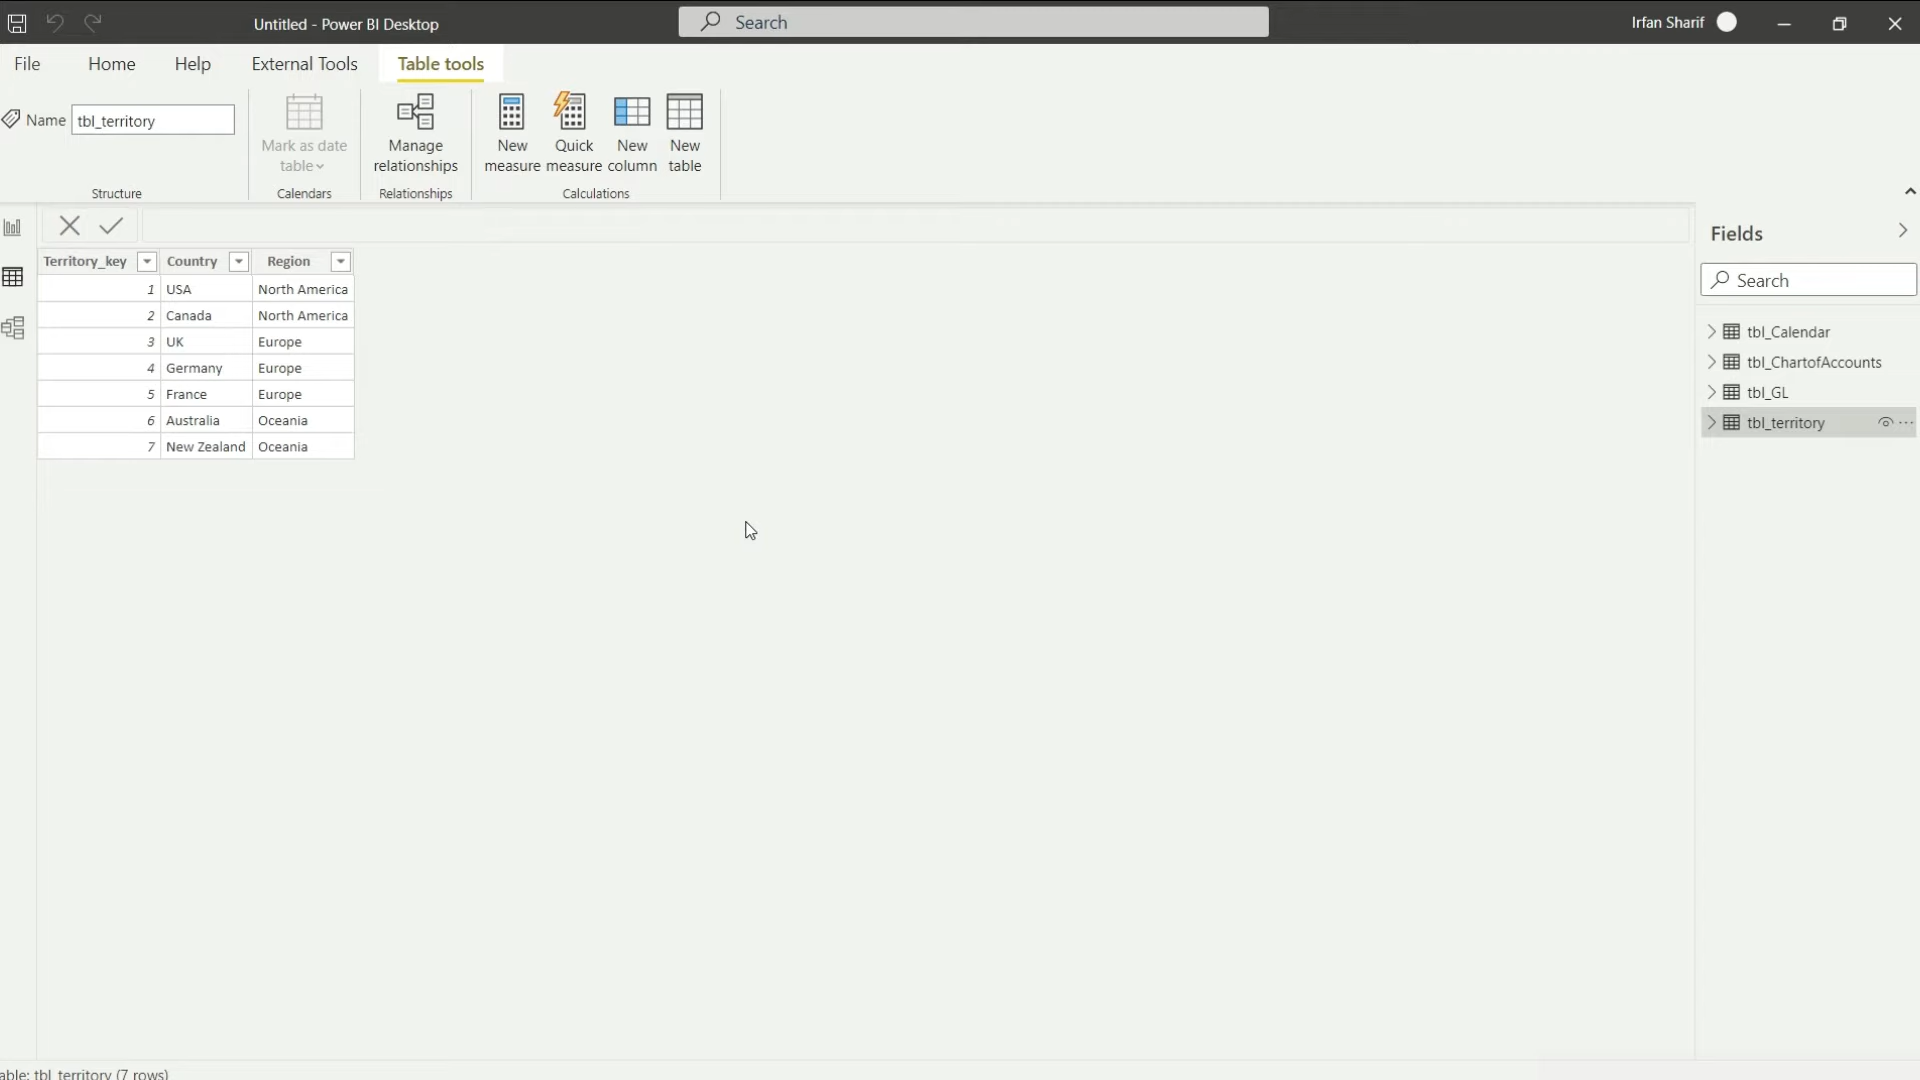 Untitled - Power BI Desktop
Search
Irfan Sharif
File Home Help External Tools Table tools
Name tbl_territory
Structure
Mark as date table
Calendars
Manage relationships
Relationships
New measure
Quick measure
New column
New table
Calculations
Territory_key Country Region
1 USA North America
2 Canada North America
3 UK Europe
4 Germany Europe
5 France Europe
6 Australia Oceania
7 New Zealand Oceania
Fields
Search
tbl_Calendar
tbl_ChartofAccounts
tbl_GL
tbl_territory
able: tbl_territory (7 rows)